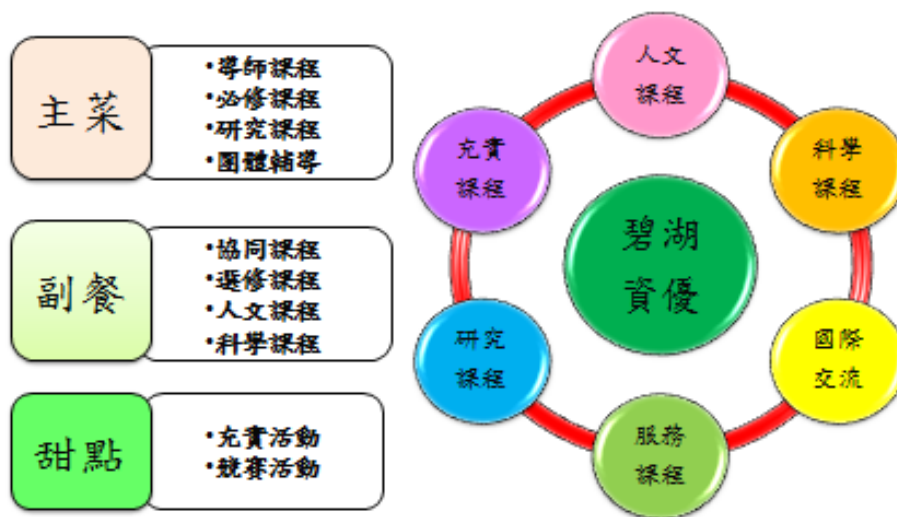 主菜
•導師課程
•必修課程
•研究課程
•團體輔導
副餐
•協同課程
•選修課程
•人文課程
•科學課程
甜點
•充實活動
•競賽活動
人文
課程
科學
課程
國際
交流
服務
課程
研究
課程
充實
課程
碧湖
資優